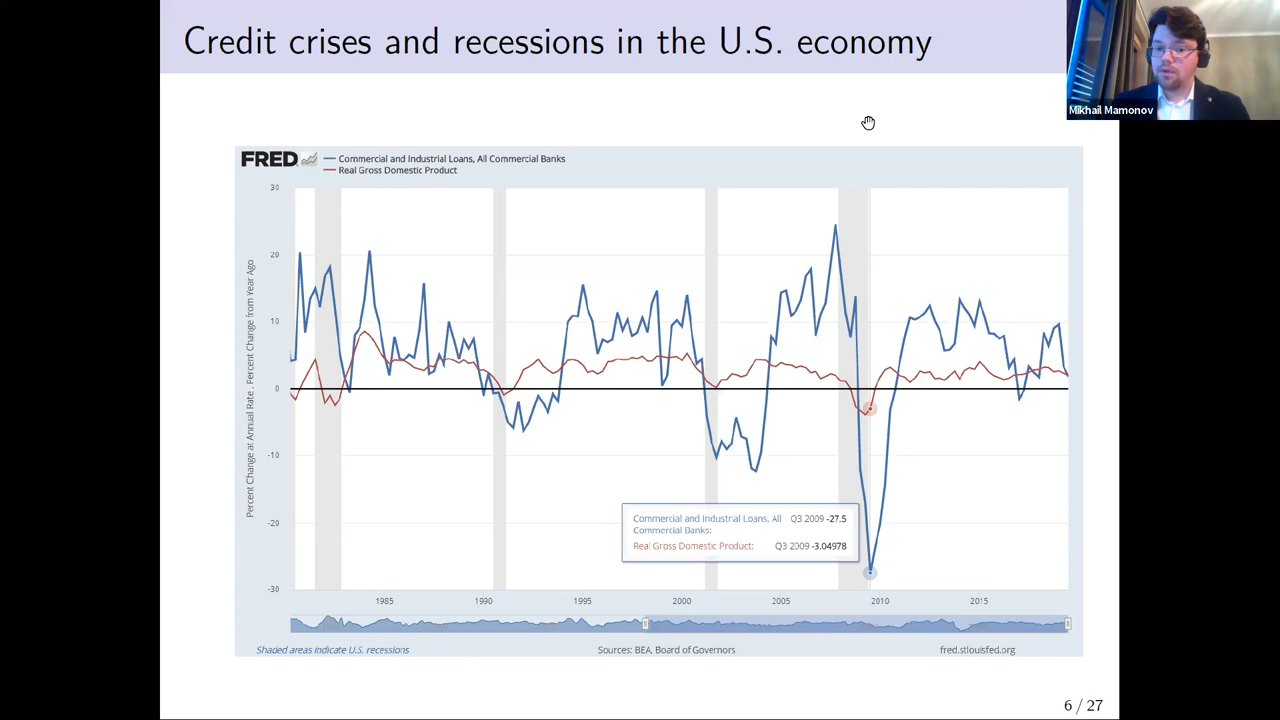 Credit crises and recessions in the U.S. economy
Mikhail Mamonov
FRED
Commercial and Industrial Loans, All Commercial Banks
Real Gross Domestic Product
Percent Change at Annual Rate , Percent Change from Year Ago
30
20
10
0
-10
-20
-30
Commercial and Industrial Loans, All Commercial Banks: Q3 2009 -27.5
Real Gross Domestic Product: Q3 2009 -3.04978
1985 1990 1995 2000 2005 2010 2015
Shaded areas indicate U.S. recessions Sources: BEA, Board of Governors fred.stlouisfed.org
6 / 27